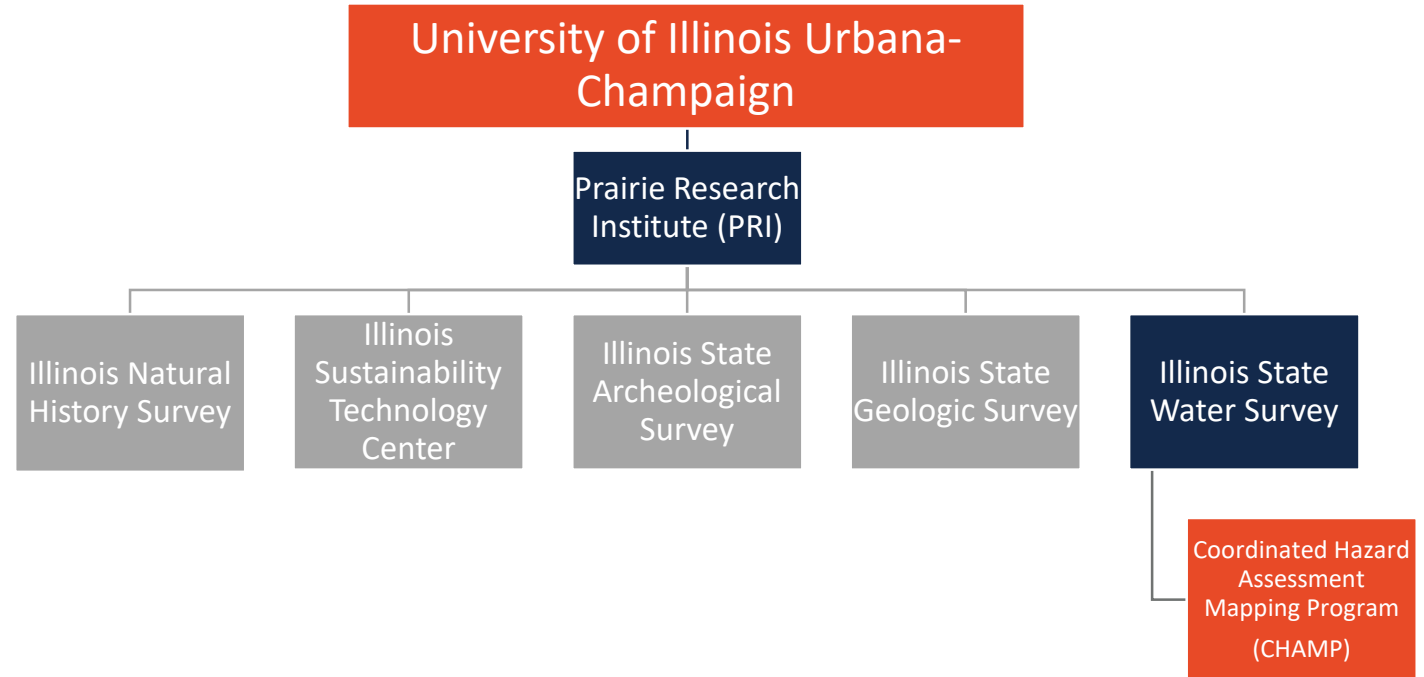 University of Illinois Urbana-
Champaign
Prairie Research
Institute (PRI)
Illinois Natural
History Survey
Illinois
Sustainability
Technology
Center
Illinois State
Archeological
Survey
Illinois State
Geologic Survey
Illinois State
Water Survey
Coordinated Hazard
Assessment
Mapping Program
(CHAMP)